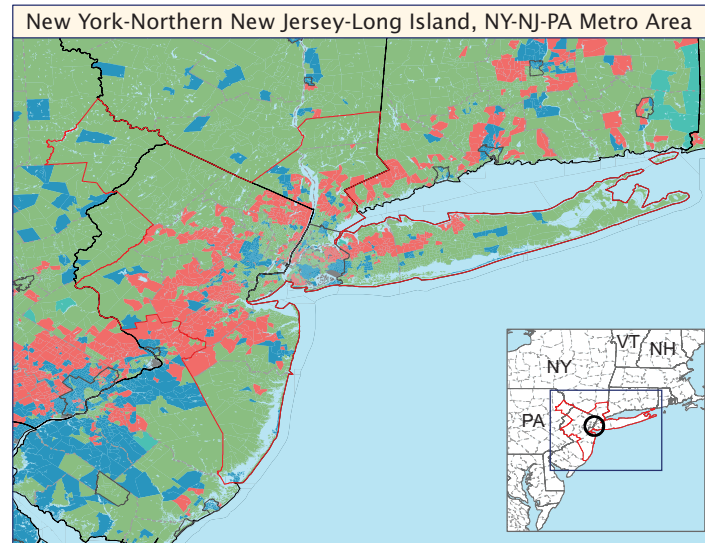 New York-Northern New Jersey-Long Island, NY-NJ-PA Metro Area
VT
NH
NY
PA